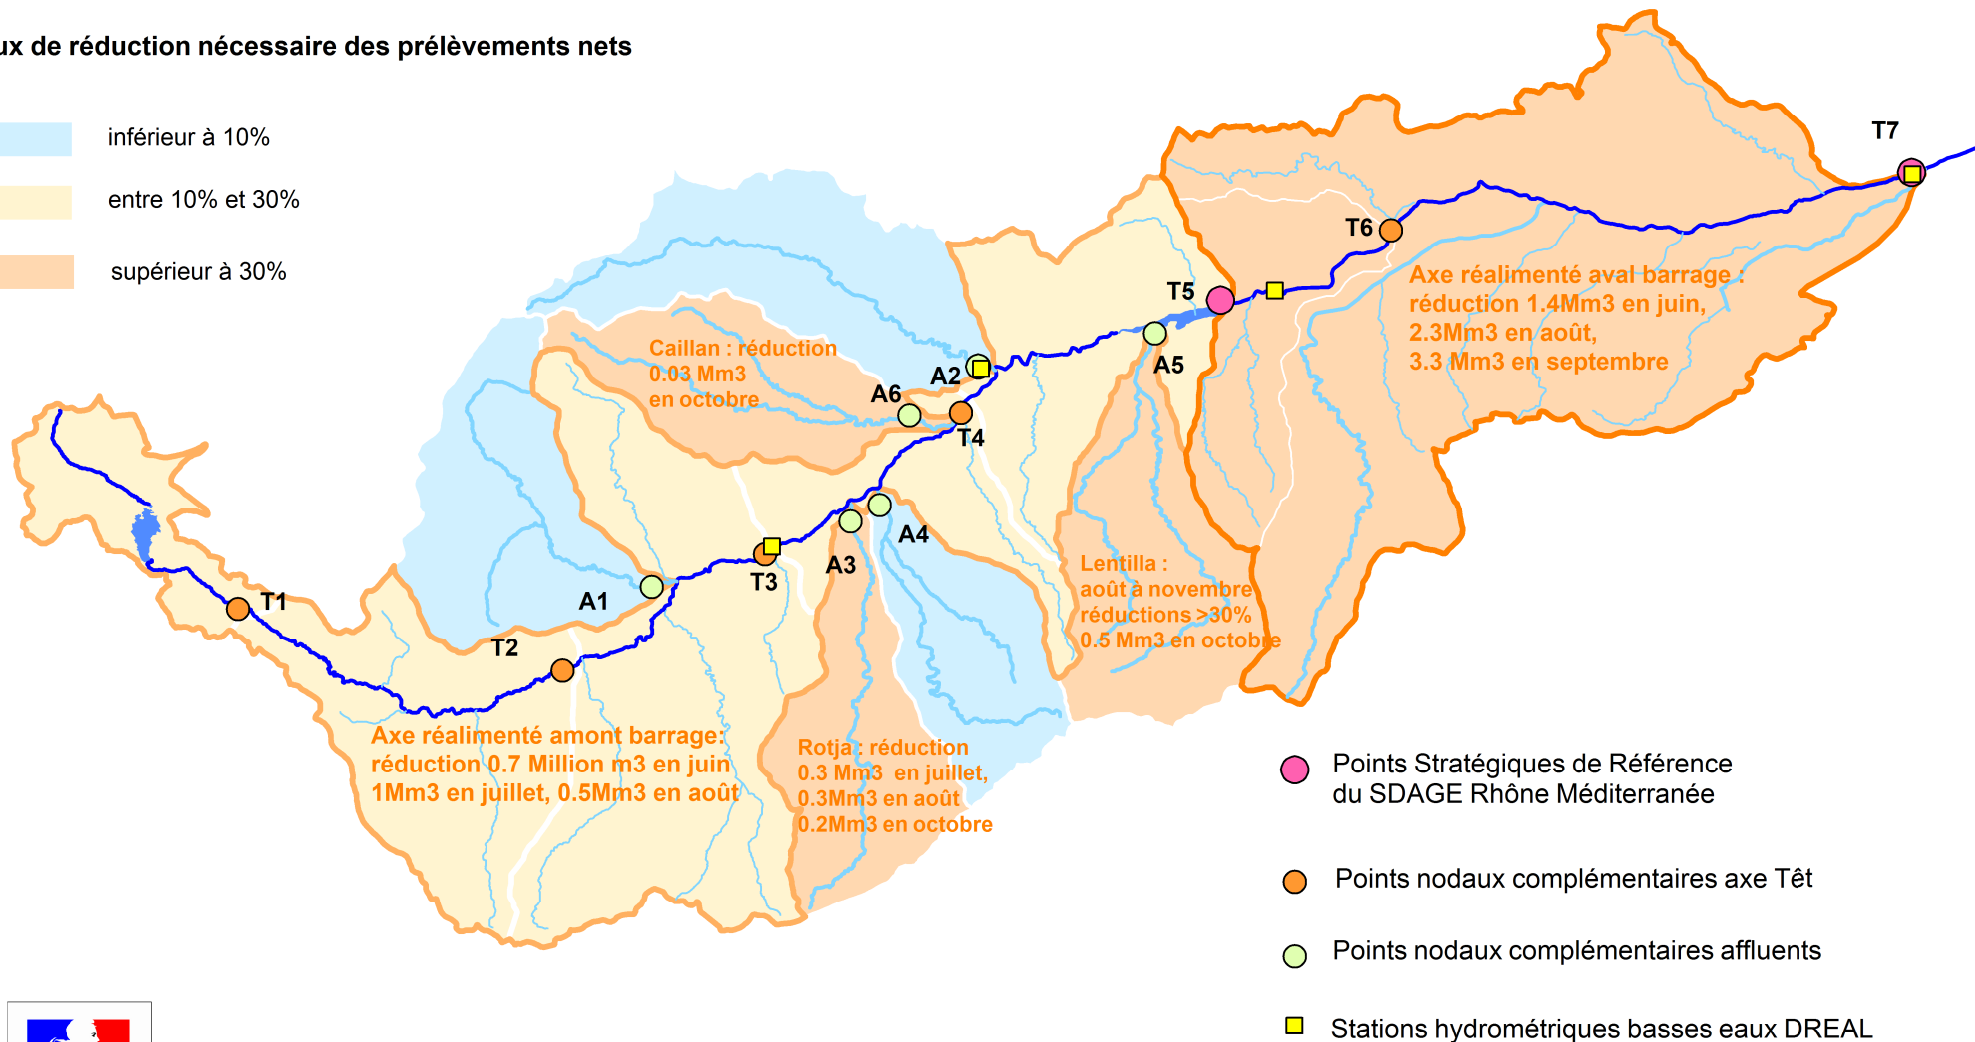 ux de réduction nécessaire des prélèvements nets
inférieur à 10%
entre 10% et 30%
supérieur à 30%
T7
T6
T5
Axe réalimenté aval barrage :
réduction 1.4Mm3 en juin,
2.3Mm3 en août,
3.3 Mm3 en septembre
Caillan : réduction
0.03 Mm3
en octobre
A2
A6
A5
T4
A4
A3
T3
Lentilla :
août à novembre
réductions >30%
0.5 Mm3 en octobre
A1
T1
T2
Axe réalimenté amont barrage:
réduction 0.7 Million m3 en juin
1Mm3 en juillet, 0.5Mm3 en août
Rotja : réduction
0.3 Mm3 en juillet,
0.3Mm3 en août
0.2Mm3 en octobre
Points Stratégiques de Référence
du SDAGE Rhône Méditerranée
Points nodaux complémentaires axe Têt
Points nodaux complémentaires affluents
Stations hydrométriques basses eaux DREAL